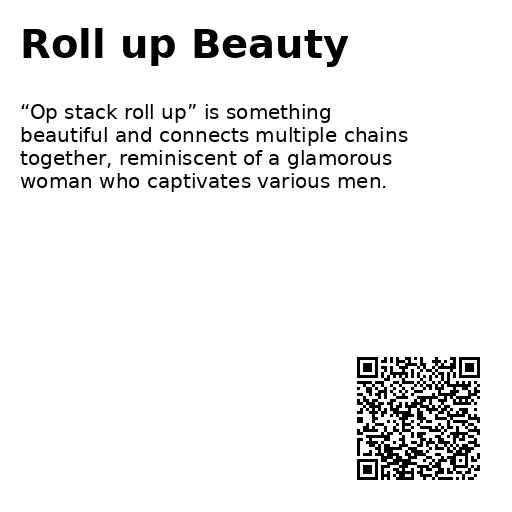 Roll up Beauty
“Op stack roll up” is something
beautiful and connects multiple chains
together, reminiscent of a glamorous
woman who captivates various men.